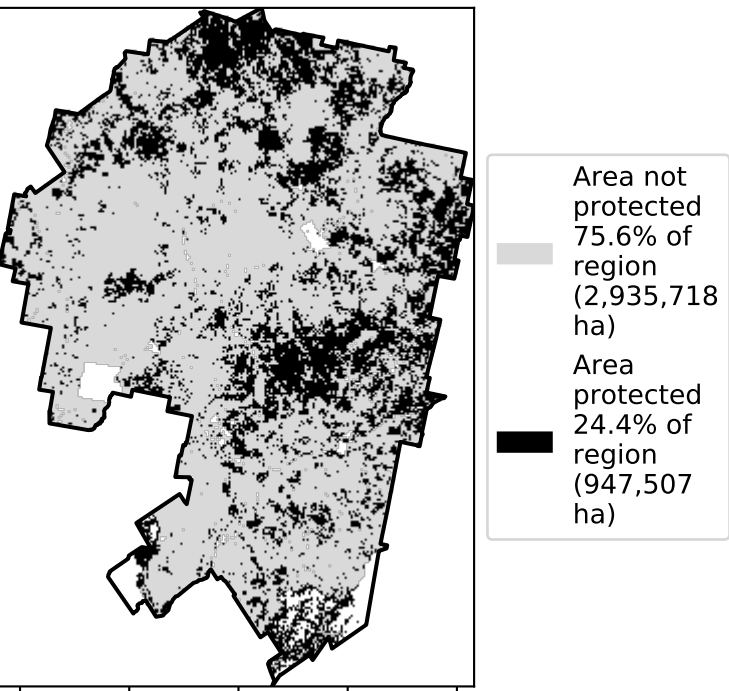 Area not
protected
75.6% of
region
(2,935,718
ha)
Area
protected
24.4% of
region
(947,507
ha)